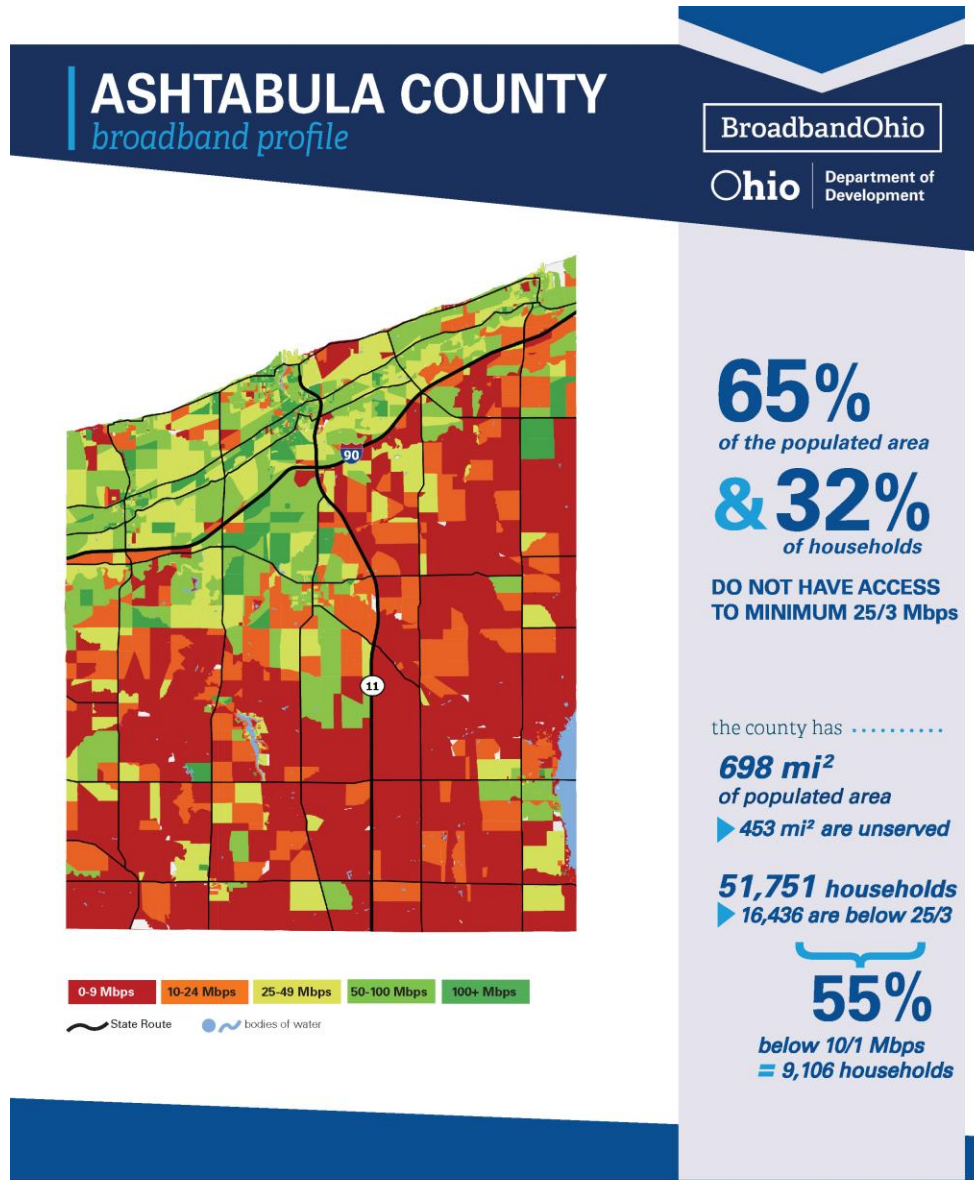 ASHTABULA COUNTY
broadband profile
BroadbandOhio
Ohio
Department of
Development
90
11
0-9 Mbps
10-24 Mbps
25-49 Mbps
50-100 Mbps
100+ Mbps
State Route
bodies of water
65%
of the populated area
& 32%
of households
DO NOT HAVE ACCESS
TO MINIMUM 25/3 Mbps
the county has ..........
698 mi²
of populated area
453 mi² are unserved
51,751 households
16,436 are below 25/3
55%
below 10/1 Mbps
= 9,106 households